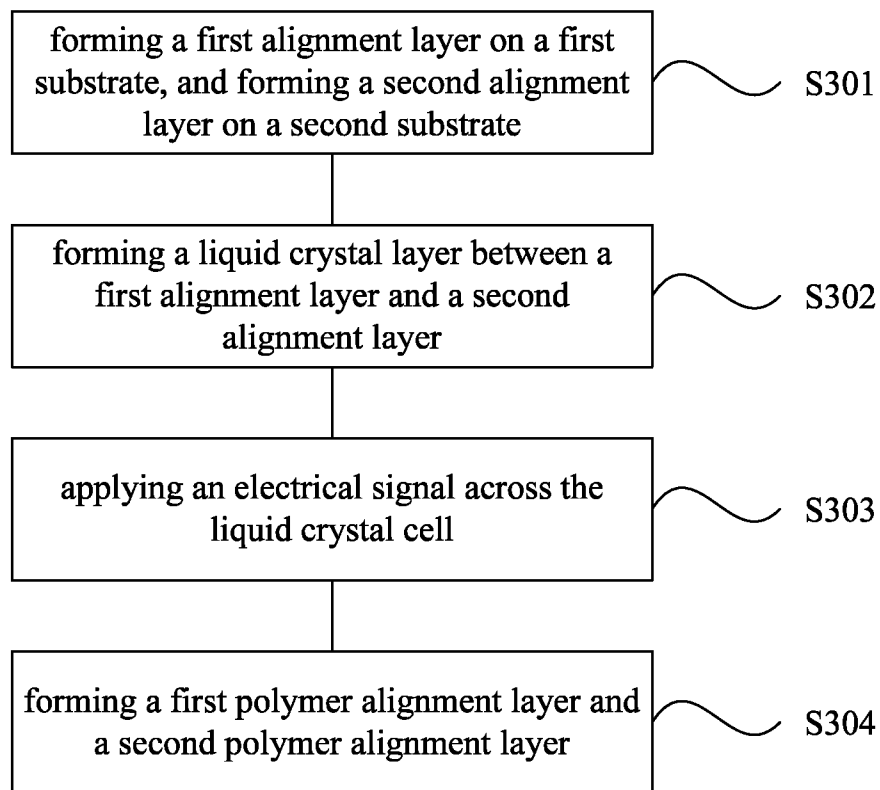 forming a first alignment layer on a first
substrate, and forming a second alignment
layer on a second substrate
S301
forming a liquid crystal layer between a
first alignment layer and a second
alignment layer
S302
applying an electrical signal across the
liquid crystal cell
S303
forming a first polymer alignment layer and
a second polymer alignment layer
S304